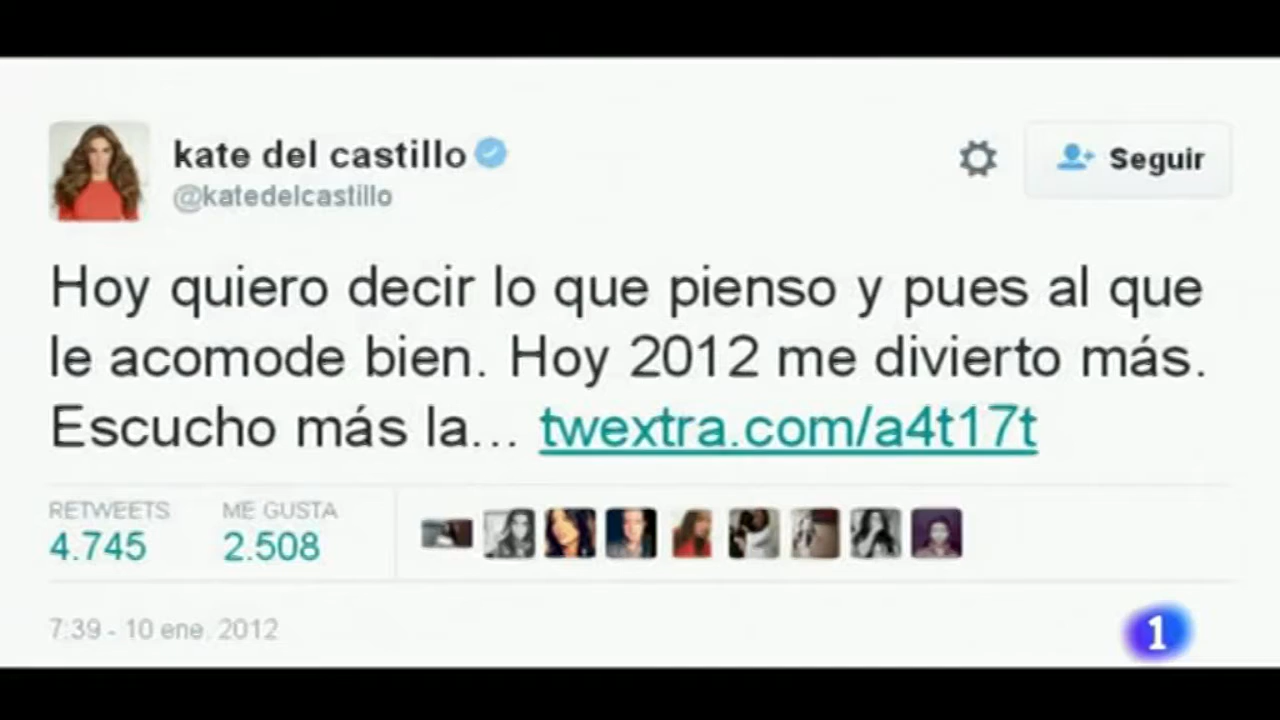 kate del castillo
@katedelcastillo
Seguir
Hoy quiero decir lo que pienso y pues al que
le acomode bien. Hoy 2012 me divierto más.
Escucho más la... twextra.com/a4t17t
RETWEETS ME GUSTA
4.745 2.508
7:39 - 10 ene. 2012
1